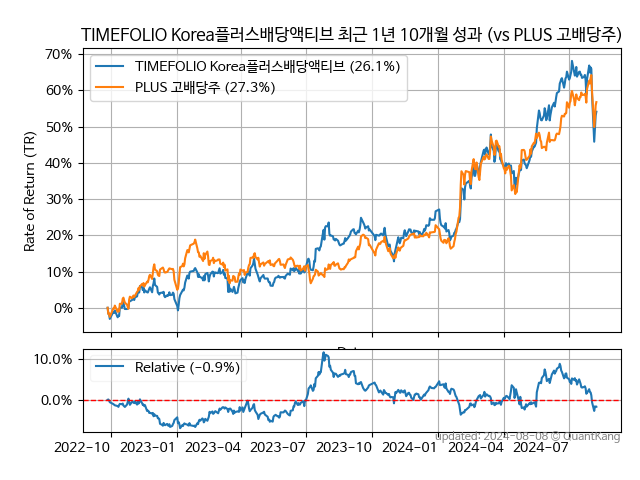 TIMEFOLIO Korea플러스배당액티브 최근 1년 10개월 성과 (vs PLUS 고배당주)
70%
60%
50%
40%
30%
20%
10%
0%
Rate of Return (TR)
TIMEFOLIO Korea플러스배당액티브 (26.1%)
PLUS 고배당주 (27.3%)
10.0%
0.0%
Relative (-0.9%)
2022-10 2023-01 2023-04 2023-07 2023-10 2024-01 2024-04 2024-07
updated: 2024-08-08 © QuantKang